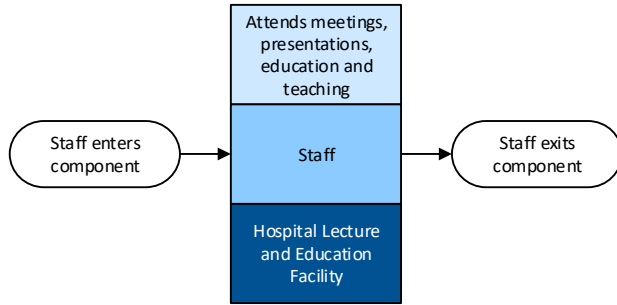 Attends meetings,
presentations,
education and
teaching
Staff enters
component
Staff
Staff exits
component
Hospital Lecture
and Education
Facility